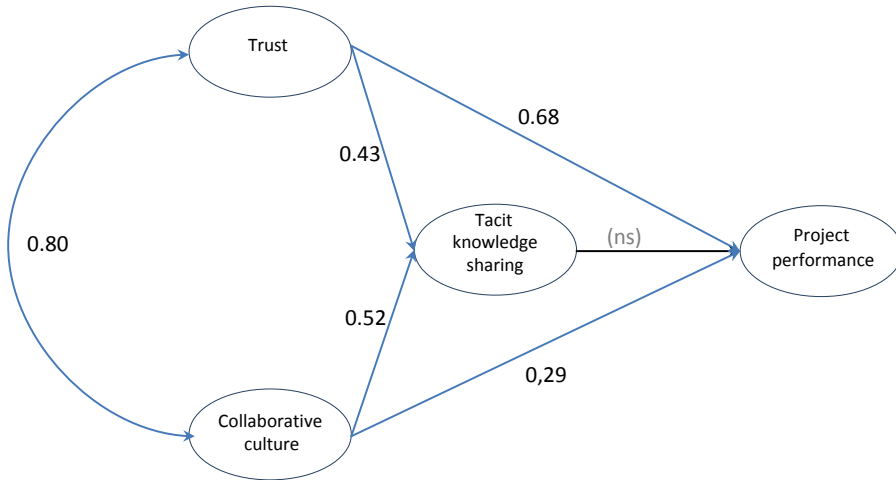 Trust
0.68
0.43
Tacit
knowledge
sharing
(ns)
Project
performance
0.80
0.52
0,29
Collaborative
culture